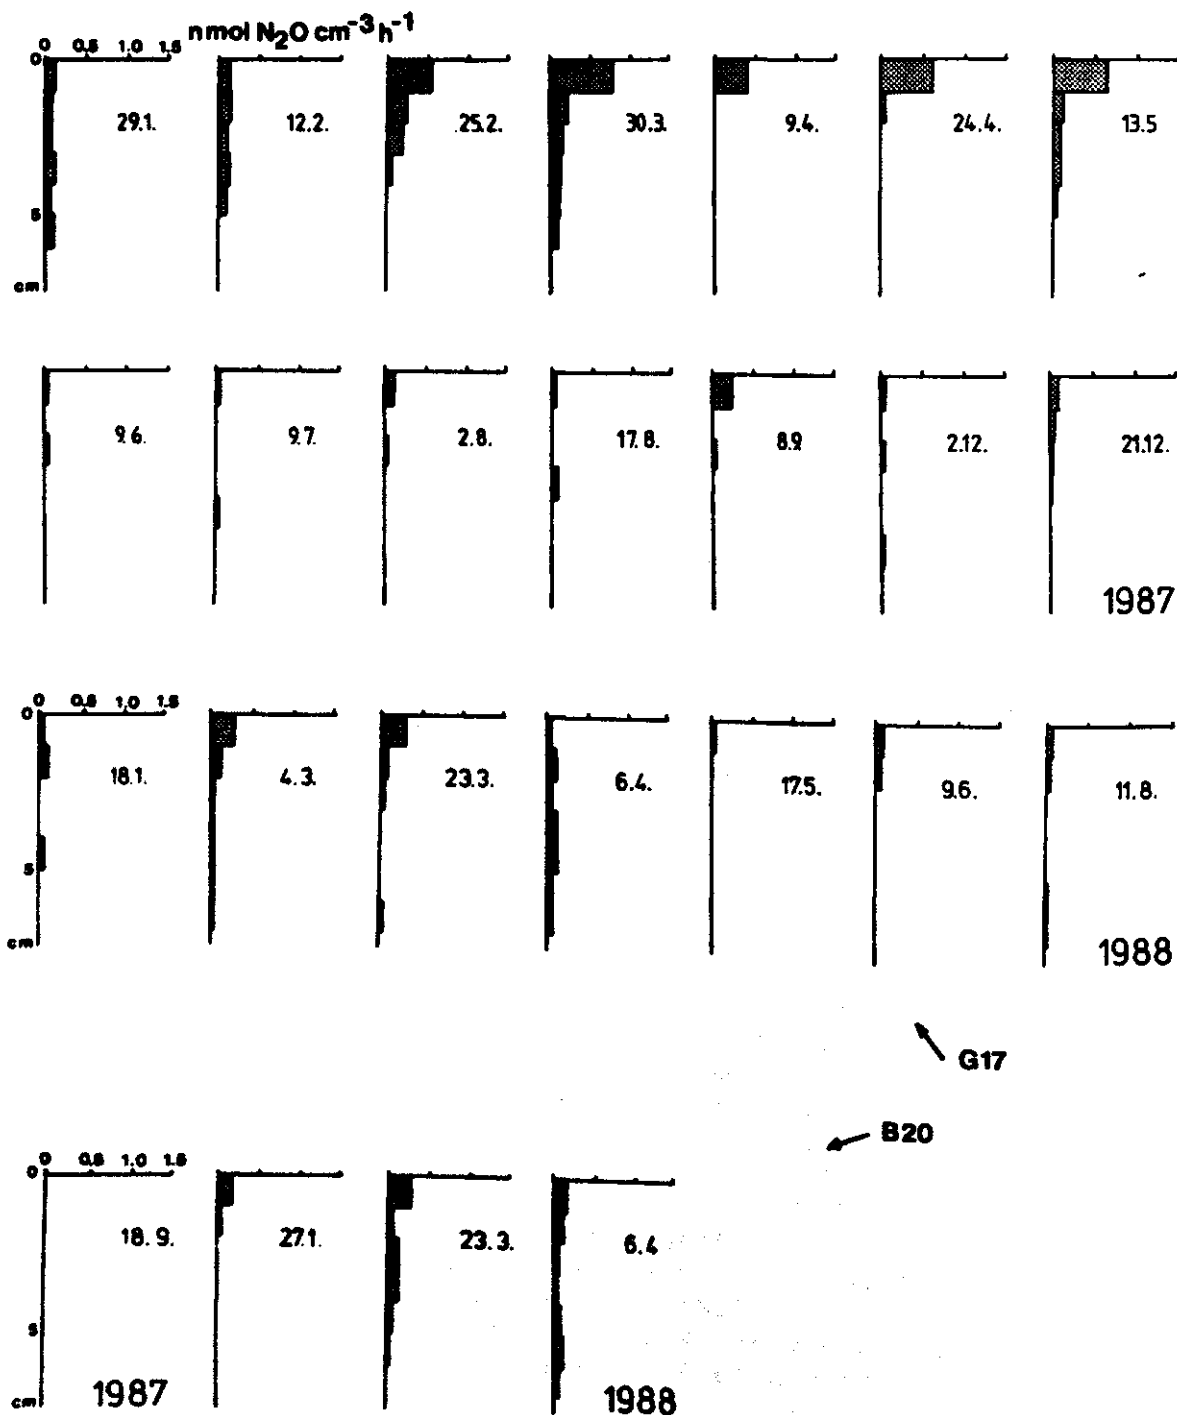 nmol N₂O cm⁻³ h⁻¹
0 0.5 1.0 1.5
0
29.1. 12.2. 25.2. 30.3. 9.4. 24.4. 13.5
5
cm
9.6. 9.7. 2.8. 17.8. 8.9 2.12. 21.12.
1987
0 0.5 1.0 1.5
0
18.1. 4.3. 23.3. 6.4. 17.5. 9.6. 11.8.
5
cm
1988
G17
B20
0 0.5 1.0 1.5
0
18.9. 27.1. 23.3. 6.4
5
cm
1987 1988